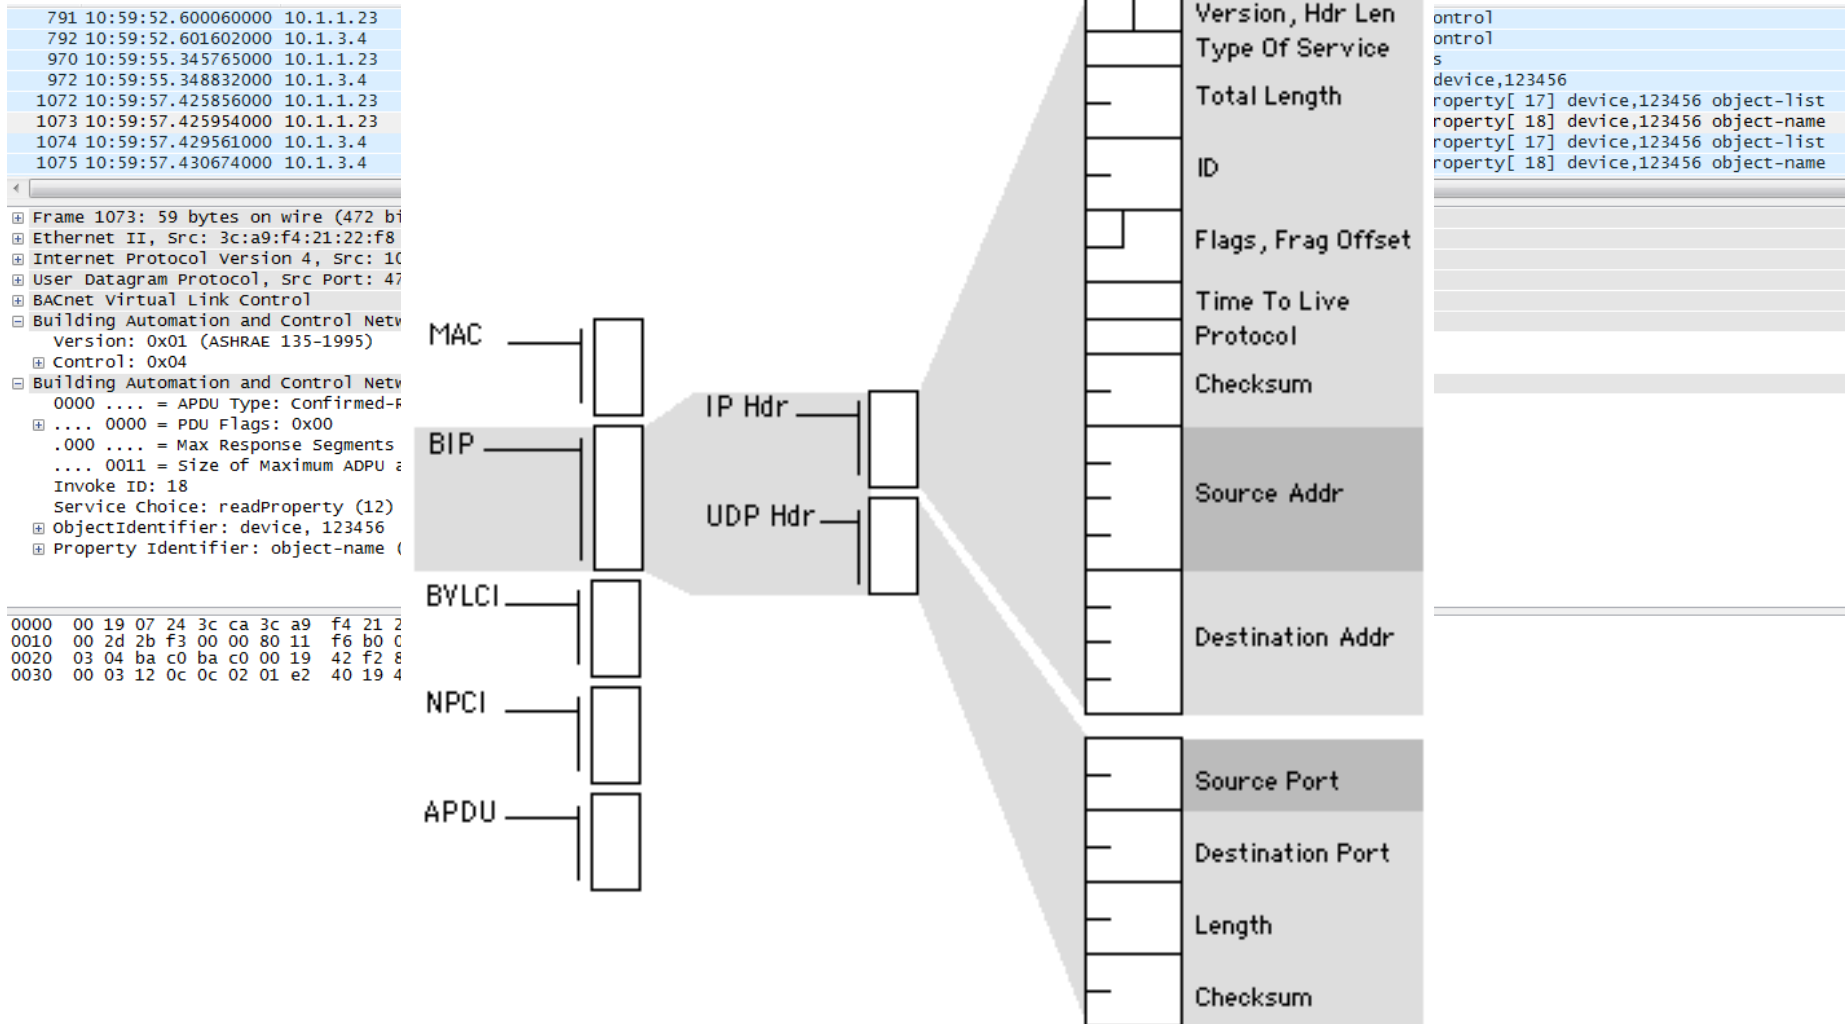 791 10:59:52.600060000 10.1.1.23
792 10:59:52.601602000 10.1.3.4
970 10:59:55.345765000 10.1.1.23
972 10:59:55.348832000 10.1.3.4
1072 10:59:57.425856000 10.1.1.23
1073 10:59:57.425954000 10.1.1.23
1074 10:59:57.429561000 10.1.3.4
1075 10:59:57.430674000 10.1.3.4
Frame 1073: 59 bytes on wire (472 bi
Ethernet II, Src: 3c:a9:f4:21:22:f8
Internet Protocol Version 4, Src: 10
User Datagram Protocol, Src Port: 47
BACnet Virtual Link Control
Building Automation and Control Netw
Version: 0x01 (ASHRAE 135-1995)
Control: 0x04
Building Automation and Control Netw
0000 .... = APDU Type: Confirmed-R
.... 0000 = PDU Flags: 0x00
.000 .... = Max Response Segments
.... 0011 = Size of Maximum ADPU a
Invoke ID: 18
Service Choice: readProperty (12)
ObjectIdentifier: device, 123456
Property Identifier: object-name (
0000 00 19 07 24 3c ca 3c a9 f4 21 2
0010 00 2d 2b f3 00 00 80 11 f6 b0 0
0020 03 04 ba c0 ba c0 00 19 42 f2 8
0030 00 03 12 0c 0c 02 01 e2 40 19 4
MAC
BIP
BVLCI
NPCI
APDU
IP Hdr
UDP Hdr
Version, Hdr Len
Type Of Service
Total Length
ID
Flags, Frag Offset
Time To Live
Protocol
Checksum
Source Addr
Destination Addr
Source Port
Destination Port
Length
Checksum
ontrol
ontrol
s
device,123456
roperty[ 17] device,123456 object-list
roperty[ 18] device,123456 object-name
roperty[ 17] device,123456 object-list
roperty[ 18] device,123456 object-name